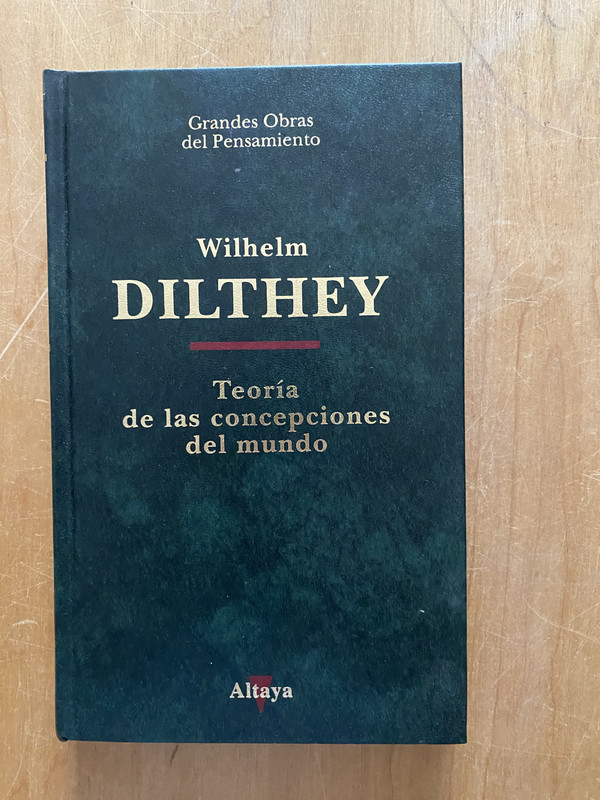 Grandes Obras
del Pensamiento
Wilhelm
DILTHEY
Teoría
de las concepciones
del mundo
Altaya